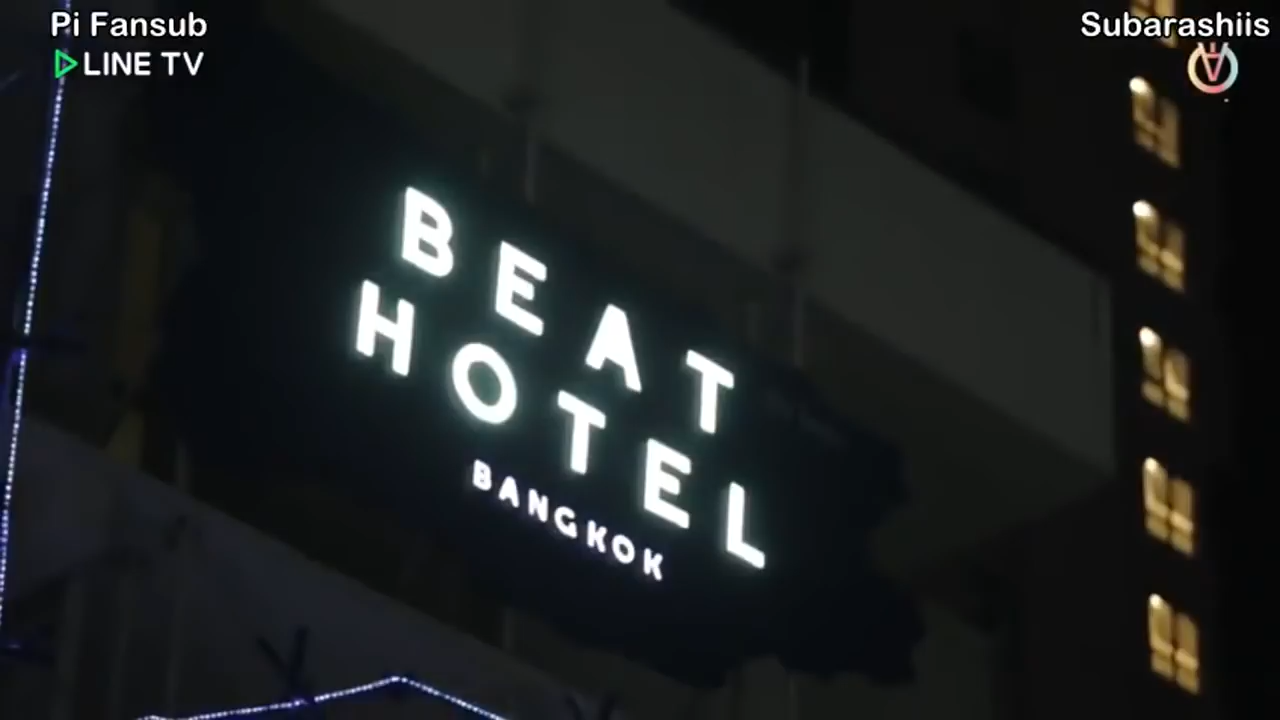 Pi Fansub
Subarashiis
LINE TV
BEAT
HOTEL
BANGKOK